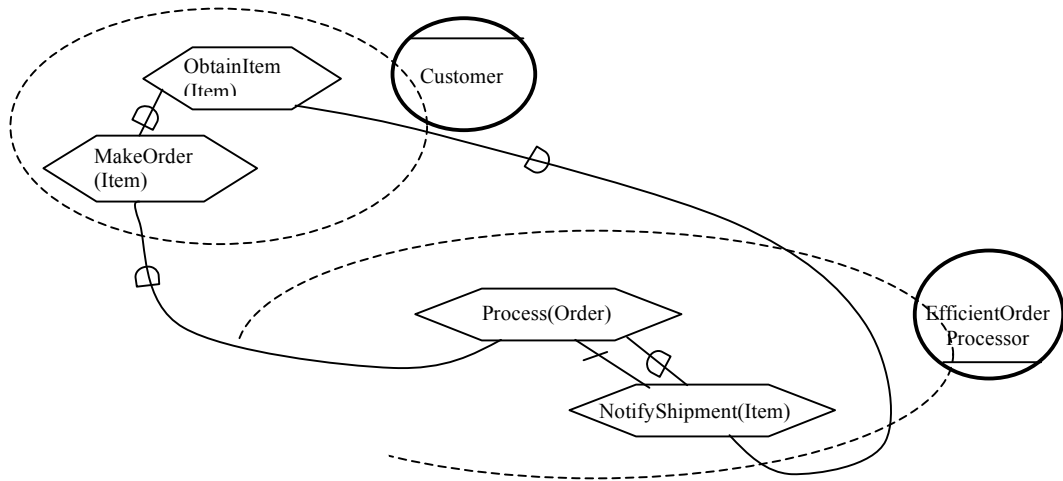 ObtainItem
(Item)
Customer
MakeOrder
(Item)
Process(Order)
EfficientOrder
Processor
NotifyShipment(Item)